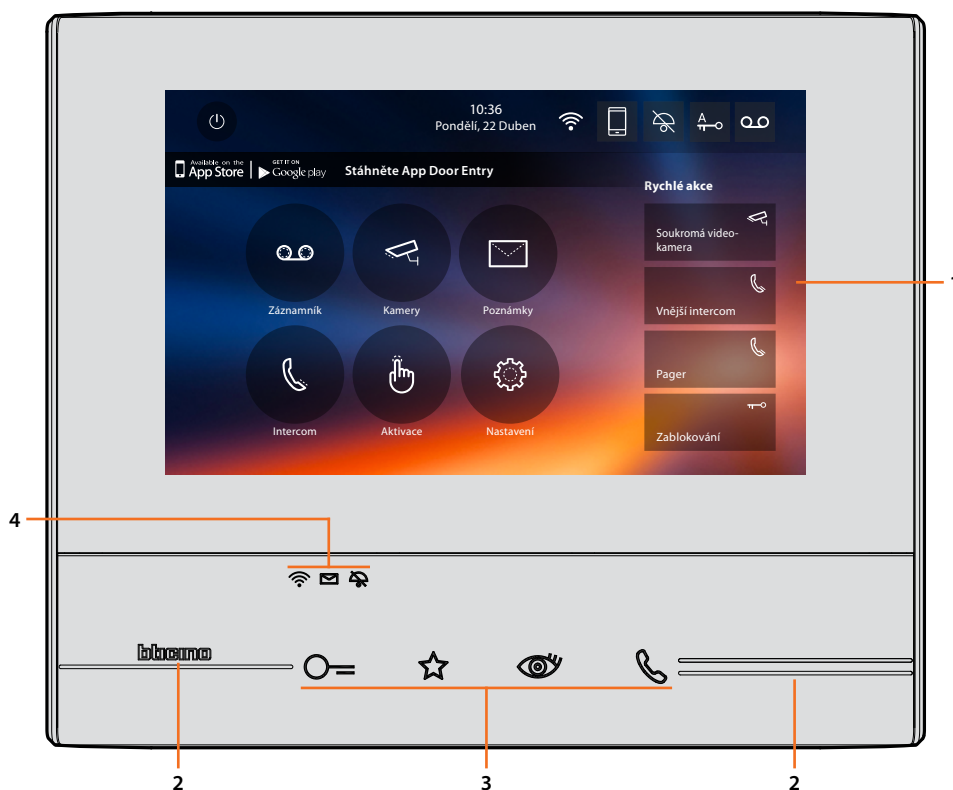 10:36
Pondělí, 22 Duben
A
Available on the
App Store
GET IT ON
Google play
Stáhněte App Door Entry
Rychlé akce
Soukromá video-
kamera
Vnější intercom
Pager
Zablokování
Záznamník
Kamery
Poznámky
Intercom
Aktivace
Nastavení
1
4
bticino
2
3
2